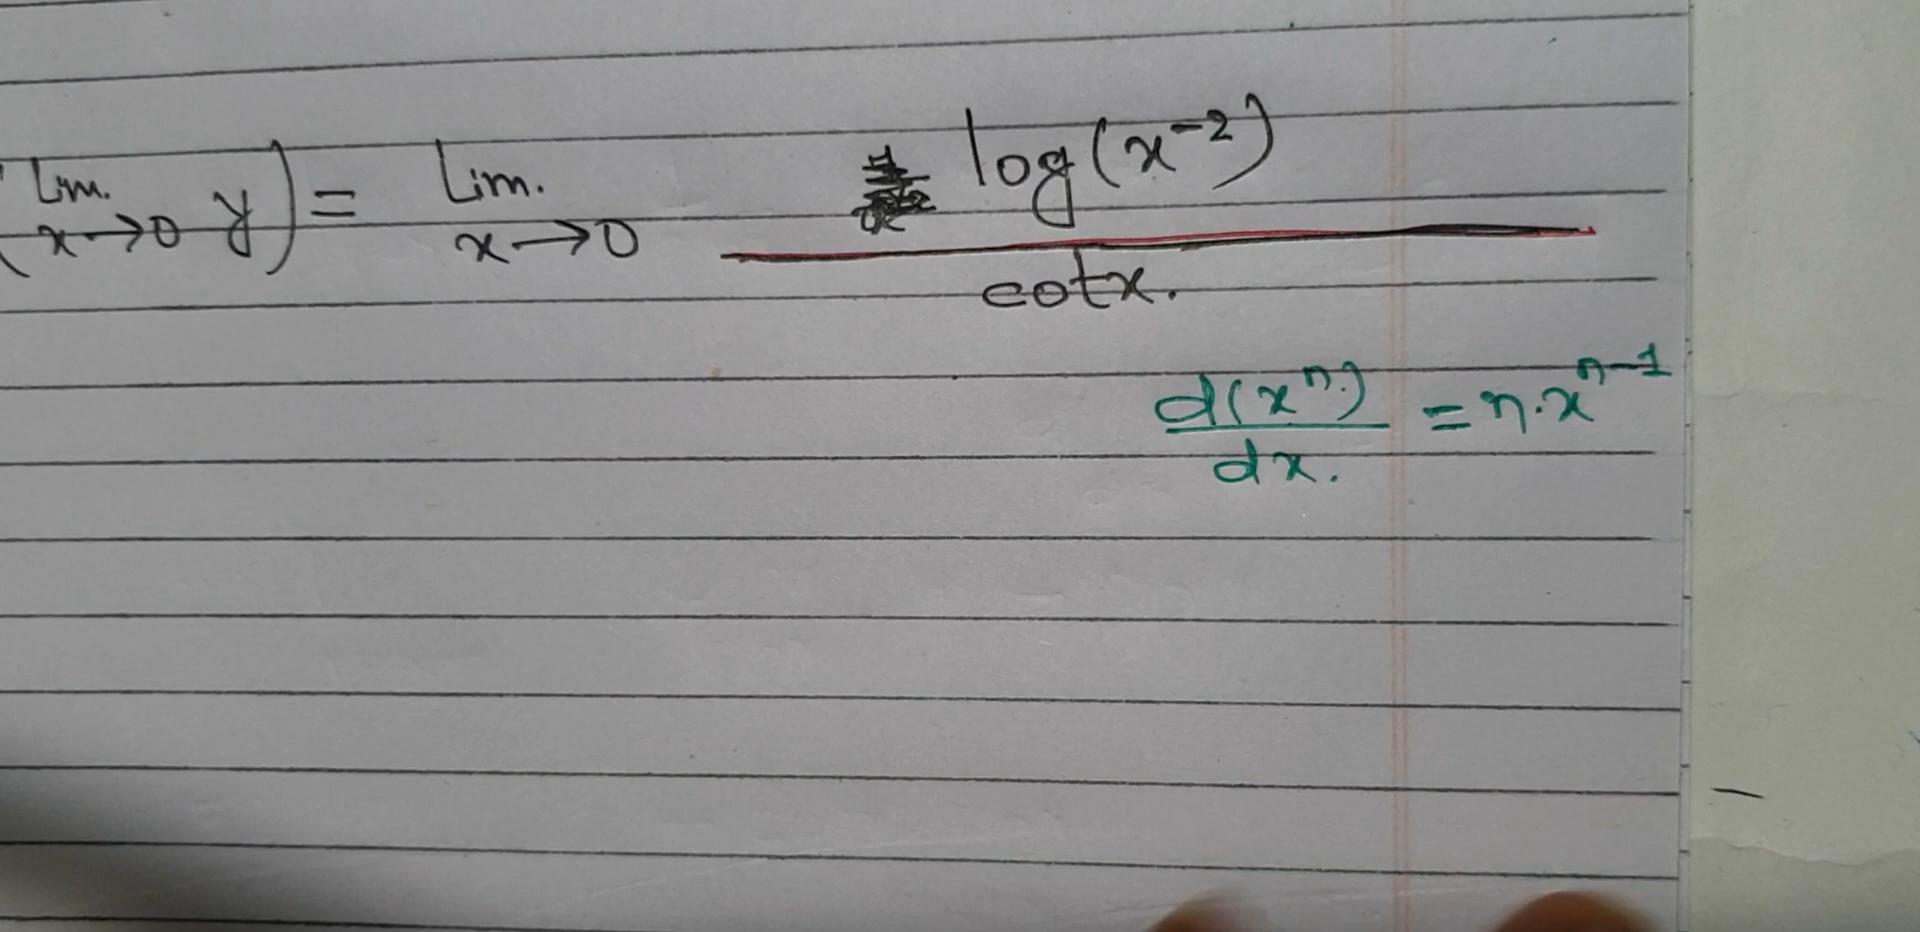 (Lim. x→0 y) = Lim. x→0 log(x⁻²) / cotx.
d(xⁿ.) / dx. = n.xⁿ⁻¹